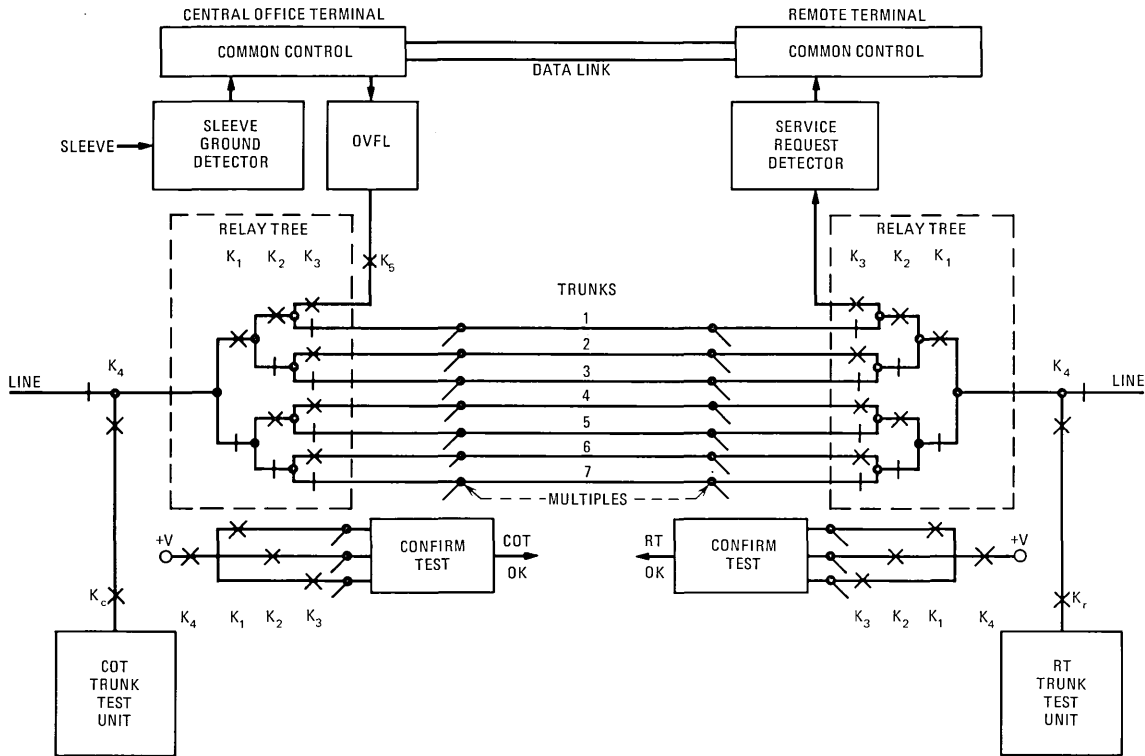 CENTRAL OFFICE TERMINAL
REMOTE TERMINAL
COMMON CONTROL
COMMON CONTROL
DATA LINK
SLEEVE
SLEEVE
GROUND
DETECTOR
OVFL
SERVICE
REQUEST
DETECTOR
RELAY TREE
K1 K2 K3
K5
RELAY TREE
K3 K2 K1
TRUNKS
1
2
3
4
5
6
7
LINE
K4
K4
LINE
MULTIPLES
+V
CONFIRM
TEST
COT
OK
RT
OK
CONFIRM
TEST
+V
Kc
K4 K1 K2 K3
K3 K2 K1 K4
Kr
COT
TRUNK
TEST
UNIT
RT
TRUNK
TEST
UNIT